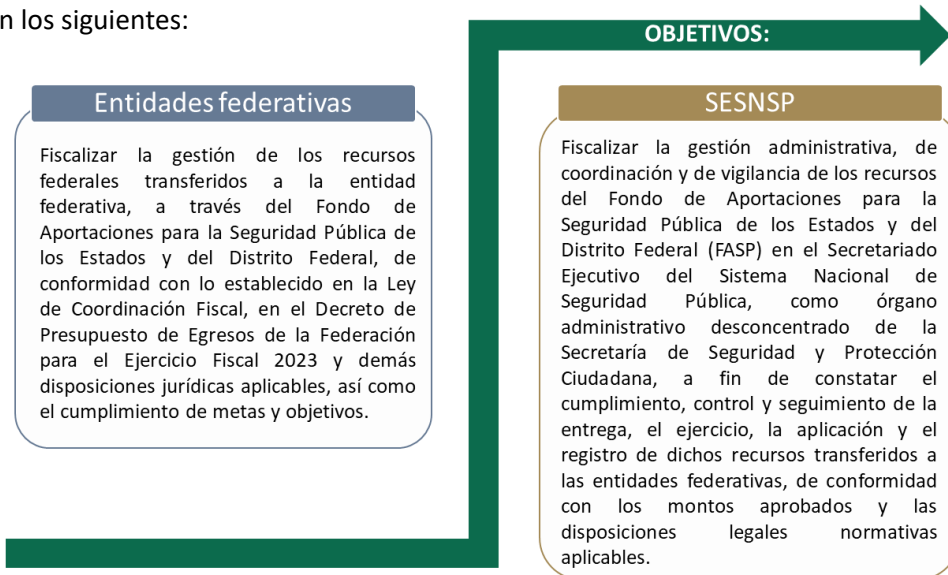 n los siguientes:
OBJETIVOS:
Entidades federativas
Fiscalizar la gestión de los recursos
federales transferidos a la entidad
federativa, a través del Fondo de
Aportaciones para la Seguridad Pública de
los Estados y del Distrito Federal, de
conformidad con lo establecido en la Ley
de Coordinación Fiscal, en el Decreto de
Presupuesto de Egresos de la Federación
para el Ejercicio Fiscal 2023 y demás
disposiciones jurídicas aplicables, así como
el cumplimiento de metas y objetivos.
SESNSP
Fiscalizar la gestión administrativa, de
coordinación y de vigilancia de los recursos
del Fondo de Aportaciones para la
Seguridad Pública de los Estados y del
Distrito Federal (FASP) en el Secretariado
Ejecutivo del Sistema Nacional de
Seguridad Pública, como órgano
administrativo desconcentrado de la
Secretaría de Seguridad y Protección
Ciudadana, a fin de constatar el
cumplimiento, control y seguimiento de la
entrega, el ejercicio, la aplicación y el
registro de dichos recursos transferidos a
las entidades federativas, de conformidad
con los montos aprobados y las
disposiciones legales normativas
aplicables.